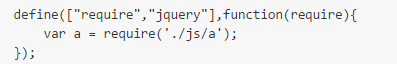 define(["require","jquery"],function(require){
    var a = require('./js/a');
});